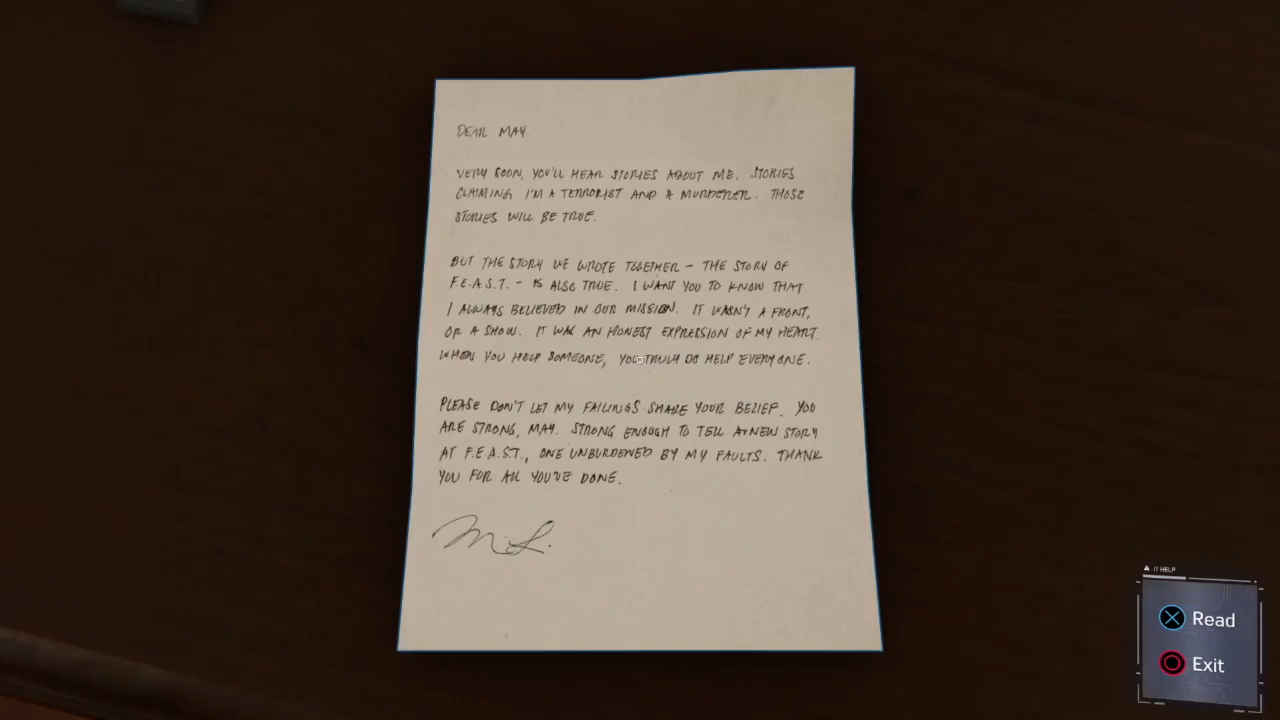 DEAR MAY.
VERY SOON, YOU'LL HEAR STORIES ABOUT ME. STORIES
CLAIMING I'M A TERRORIST AND A MURDERER. THOSE
STORIES WILL BE TRUE.
BUT THE STORY WE WROTE TOGETHER – THE STORY OF
F.E.A.S.T. – IS ALSO TRUE. I WANT YOU TO KNOW THAT
I ALWAYS BELIEVED IN OUR MISSION. IT WASN'T A FRONT,
OR A SHOW. IT WAS AN HONEST EXPRESSION OF MY HEART.
WHEN YOU HELP SOMEONE, YOU TRULY DO HELP EVERYONE.
PLEASE DON'T LET MY FAILINGS SHAKE YOUR BELIEF. YOU
ARE STRONG, MAY. STRONG ENOUGH TO TELL A NEW STORY
AT F.E.A.S.T., ONE UNBURDENED BY MY FAULTS. THANK
YOU FOR ALL YOU'VE DONE.
M.L.
// HELP
Read
Exit